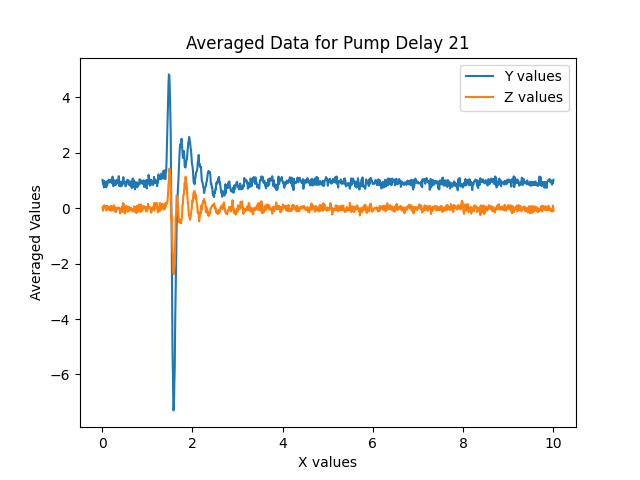 Averaged Data for Pump Delay 21
Y values
Z values
4
2
0
−2
−4
−6
Averaged Values
0 2 4 6 8 10
X values